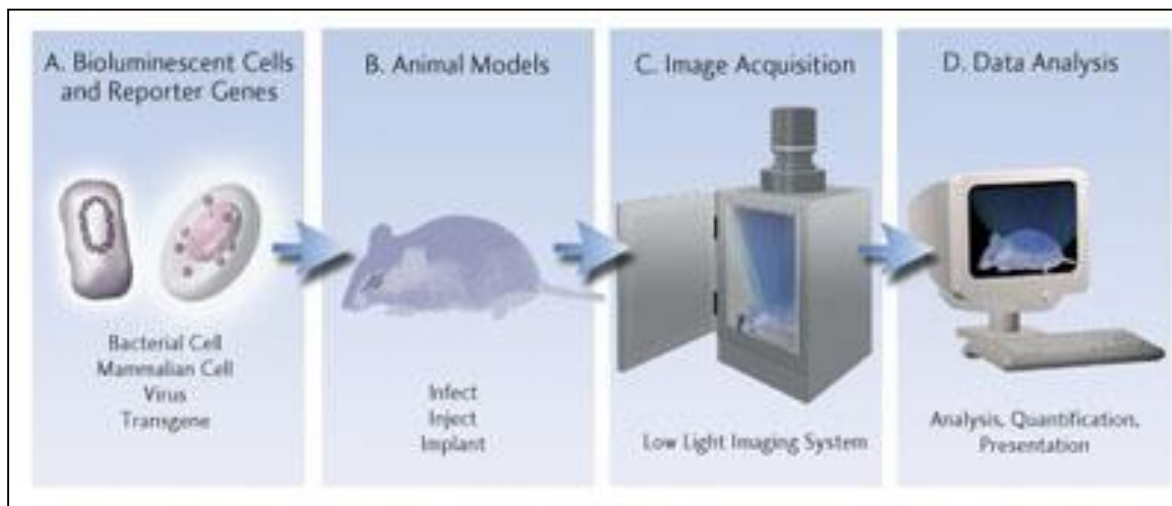 A. Bioluminescent Cells
and Reporter Genes
Bacterial Cell
Mammalian Cell
Virus
Transgene
B. Animal Models
Infect
Inject
Implant
C. Image Acquisition
Low Light Imaging System
D. Data Analysis
Analysis, Quantification,
Presentation